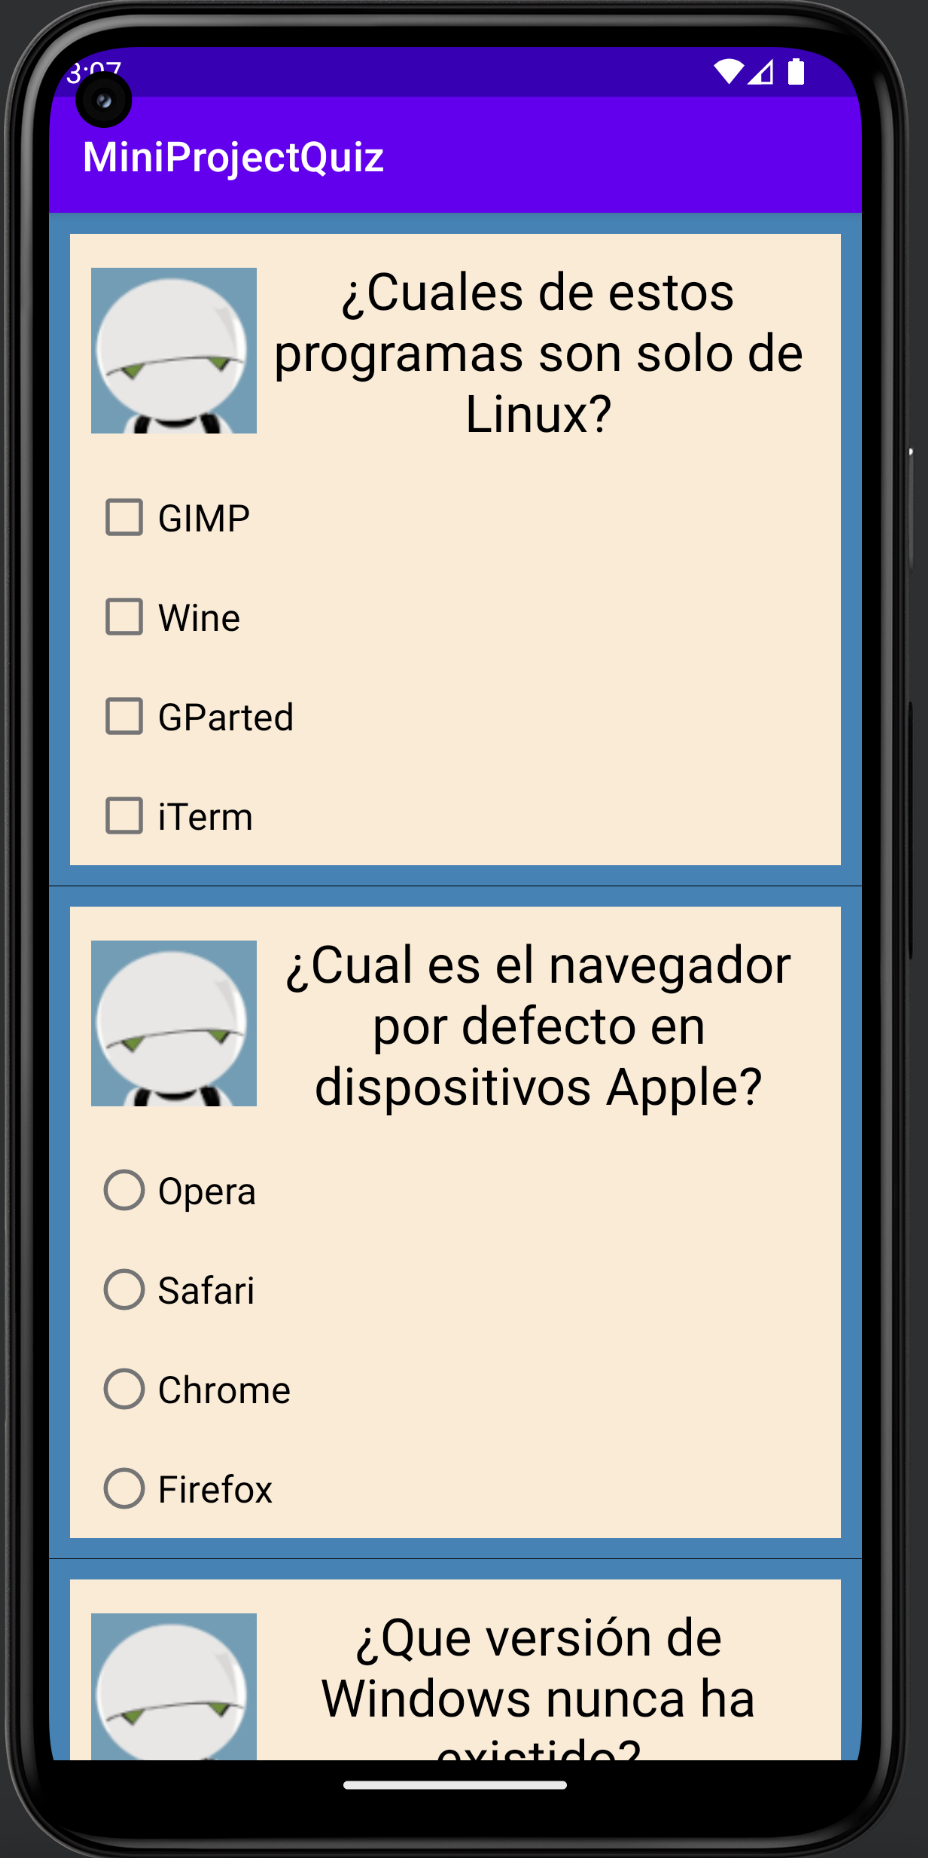 3:07
MiniProjectQuiz
¿Cuales de estos
programas son solo de
Linux?
GIMP
Wine
GParted
iTerm
¿Cual es el navegador
por defecto en
dispositivos Apple?
Opera
Safari
Chrome
Firefox
¿Que versión de
Windows nunca ha
existido?